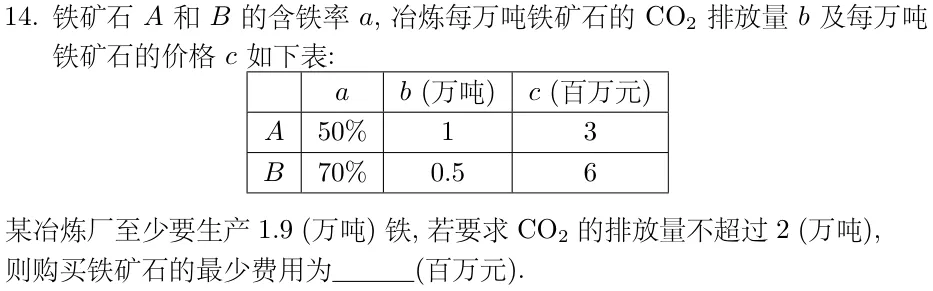 14. 铁矿石 A 和 B 的含铁率 a, 冶炼每万吨铁矿石的 CO₂ 排放量 b 及每万吨
铁矿石的价格 c 如下表:
a b (万吨) c (百万元)
A 50% 1 3
B 70% 0.5 6
某冶炼厂至少要生产 1.9 (万吨) 铁, 若要求 CO₂ 的排放量不超过 2 (万吨),
则购买铁矿石的最少费用为______(百万元).